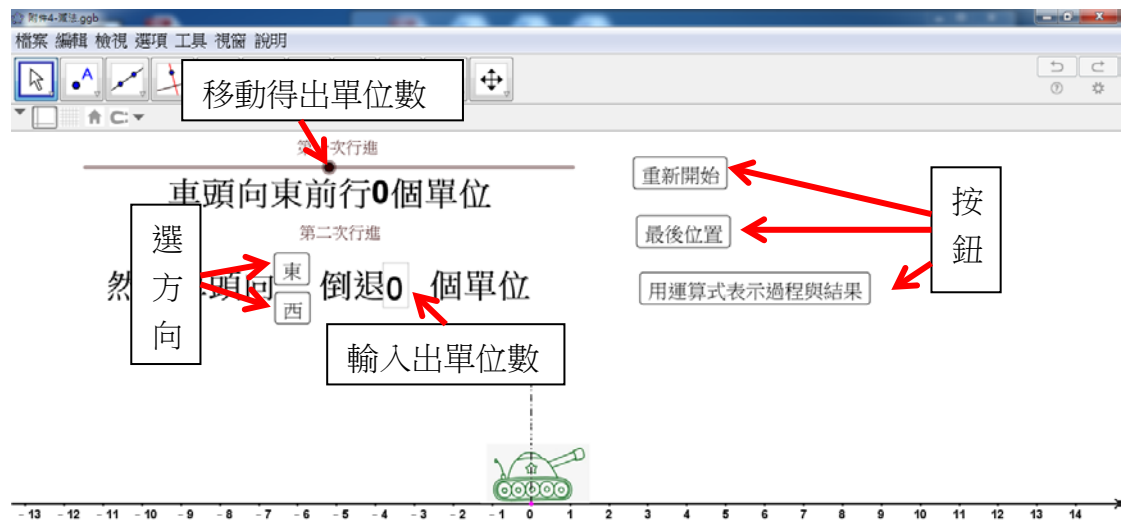 附件4-減法.ggb
檔案 編輯 檢視 選項 工具 視窗 說明
移動得出單位數
第一次行進
車頭向東前行0個單位
第二次行進
選方向
然 車頭向
東
西
倒退0 個單位
輸入出單位數
重新開始
最後位置
用運算式表示過程與結果
按鈕
-13 -12 -11 -10 -9 -8 -7 -6 -5 -4 -3 -2 -1 0 1 2 3 4 5 6 7 8 9 10 11 12 13 14